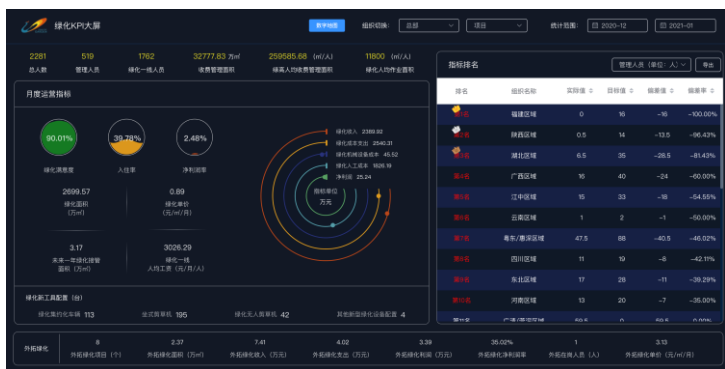 绿化KPI大屏
数字地图
组织切换: 总部 项目
统计范围: 2020-12 2021-01
2281 519 1762 32777.83 万㎡ 259585.68 (㎡/人) 11800 (㎡/人)
总人数 管理人员 绿化一线人员 收费管理面积 绿高人均收费管理面积 绿化人均作业面积
月度运营指标
90.01% 39.78% 2.48%
绿化满意度 入住率 净利润率
2699.57 0.89
绿化面积 绿化单价
(万㎡) (元/㎡/月)
3.17 3026.29
未来一年绿化接管 绿化一线
面积 (万㎡) 人均工资 (元/月/人)
绿化收入 2389.82
绿化成本支出 2540.31
绿化机械设备成本 45.52
绿化人工成本 1626.19
净利润 25.24
指标单位
万元
绿化新工具配置 (台)
绿化集约化车辆 113 坐式剪草机 195 绿化无人剪草机 42 其他新型绿化设备配置 4
指标排名 管理人员 (单位: 人) 导出
排名 组织名称 实际值 目标值 偏差值 偏差率
第1名 福建区域 0 16 -16 -100.00%
第2名 陕西区域 0.5 14 -13.5 -96.43%
第3名 湖北区域 6.5 35 -28.5 -81.43%
第4名 广西区域 16 40 -24 -60.00%
第5名 辽中区域 15 33 -18 -54.55%
第6名 云南区域 1 2 -1 -50.00%
第7名 粤东/惠深区域 47.5 88 -40.5 -46.02%
第8名 四川区域 11 19 -8 -42.11%
第9名 东北区域 17 28 -11 -39.29%
第10名 河南区域 13 20 -7 -35.00%
第11名 59.5 0 59.5 0.00%
外拓绿化
8 2.37 7.41 4.02 3.39 35.02% 1 3.13
外拓绿化项目 (个) 外拓绿化面积 (万㎡) 外拓绿化收入 (万元) 外拓绿化支出 (万元) 外拓绿化利润 (万元) 外拓绿化净利润率 外拓在岗人员 (人) 外拓绿化单价 (元/㎡/月)